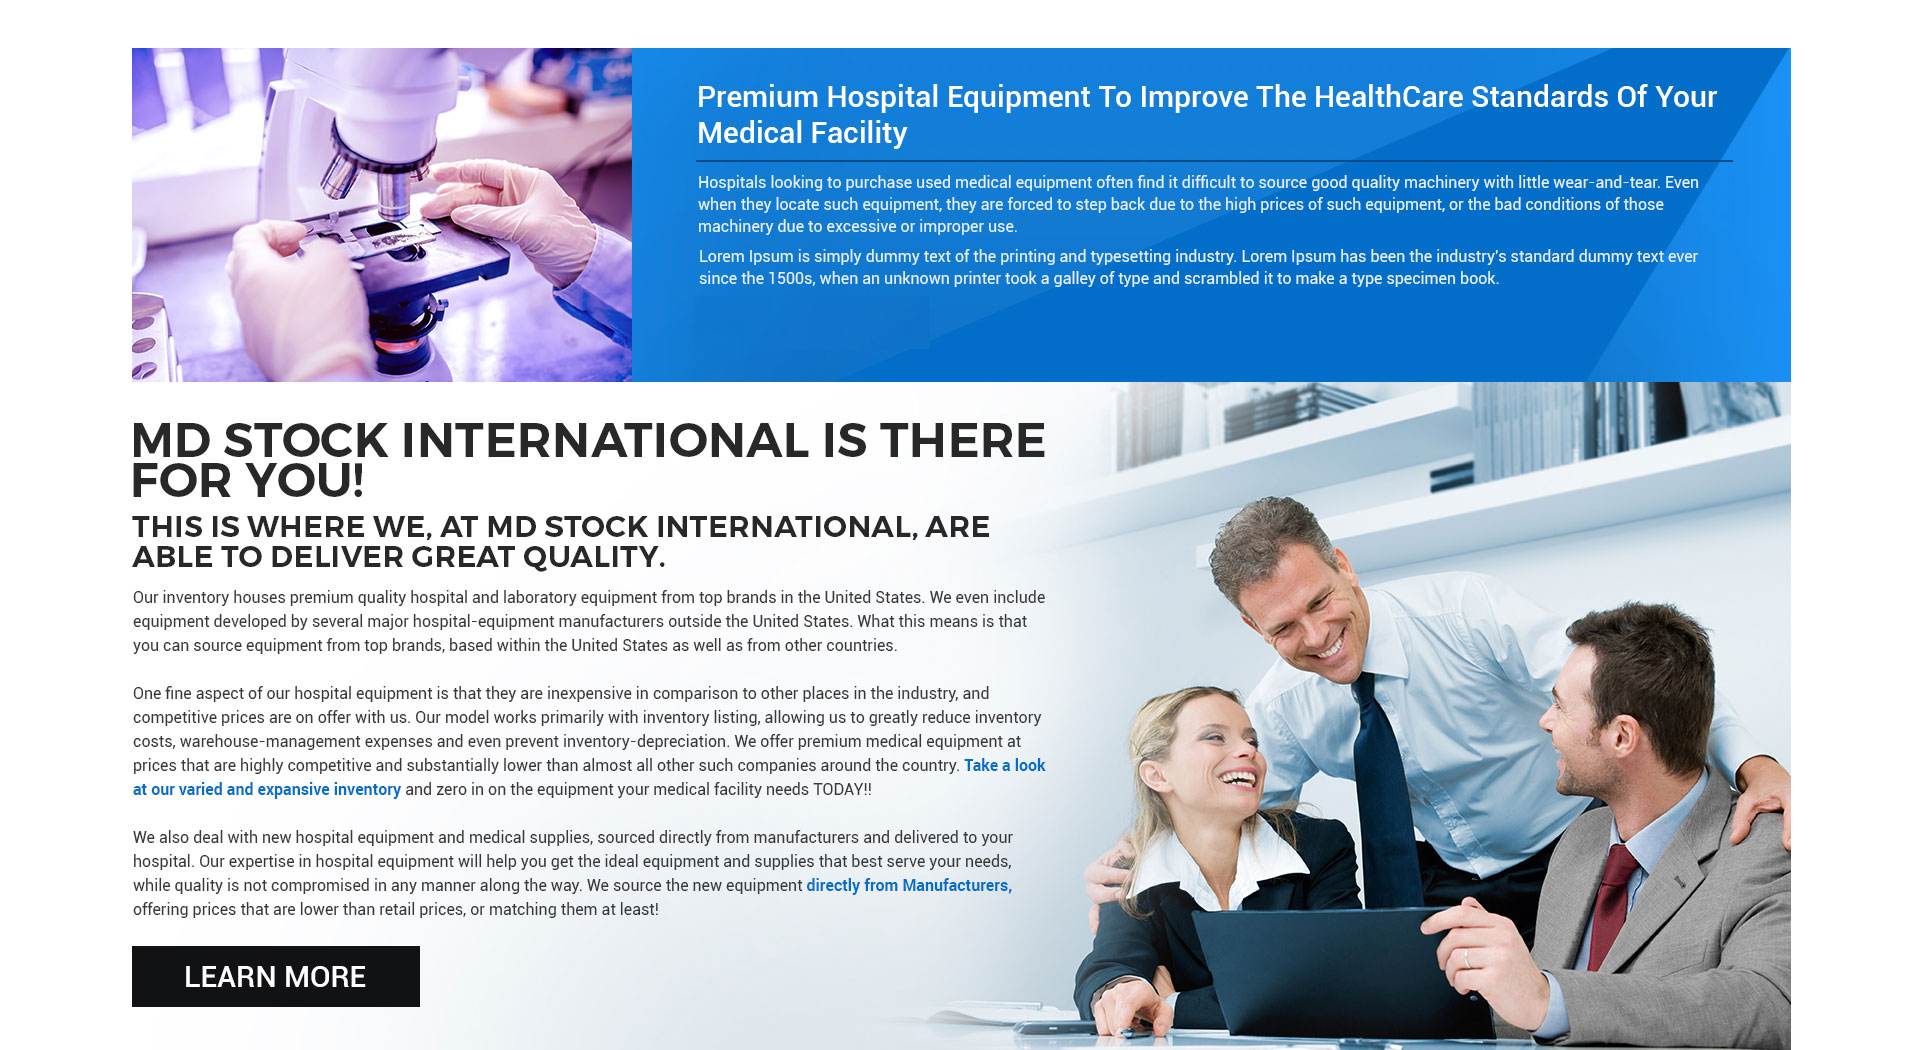 Premium Hospital Equipment To Improve The HealthCare Standards Of Your
Medical Facility
Hospitals looking to purchase used medical equipment often find it difficult to source good quality machinery with little wear-and-tear. Even
when they locate such equipment, they are forced to step back due to the high prices of such equipment, or the bad conditions of those
machinery due to excessive or improper use.
Lorem Ipsum is simply dummy text of the printing and typesetting industry. Lorem Ipsum has been the industry's standard dummy text ever
since the 1500s, when an unknown printer took a galley of type and scrambled it to make a type specimen book.
MD STOCK INTERNATIONAL IS THERE
FOR YOU!
THIS IS WHERE WE, AT MD STOCK INTERNATIONAL, ARE
ABLE TO DELIVER GREAT QUALITY.
Our inventory houses premium quality hospital and laboratory equipment from top brands in the United States. We even include
equipment developed by several major hospital-equipment manufacturers outside the United States. What this means is that
you can source equipment from top brands, based within the United States as well as from other countries.
One fine aspect of our hospital equipment is that they are inexpensive in comparison to other places in the industry, and
competitive prices are on offer with us. Our model works primarily with inventory listing, allowing us to greatly reduce inventory
costs, warehouse-management expenses and even prevent inventory-depreciation. We offer premium medical equipment at
prices that are highly competitive and substantially lower than almost all other such companies around the country. Take a look
at our varied and expansive inventory and zero in on the equipment your medical facility needs TODAY!!
We also deal with new hospital equipment and medical supplies, sourced directly from manufacturers and delivered to your
hospital. Our expertise in hospital equipment will help you get the ideal equipment and supplies that best serve your needs,
while quality is not compromised in any manner along the way. We source the new equipment directly from Manufacturers,
offering prices that are lower than retail prices, or matching them at least!
LEARN MORE